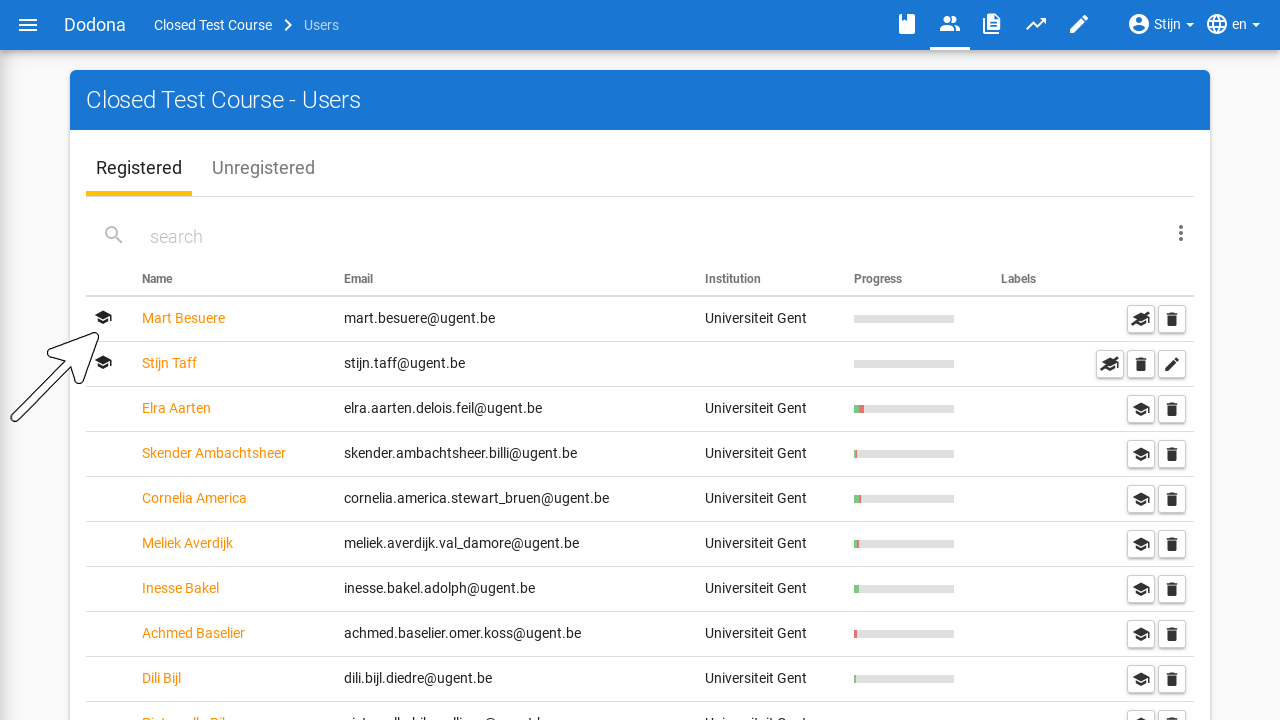 Dodona Closed Test Course Users Stijn en
Closed Test Course - Users
Registered Unregistered
search
Name Email Institution Progress Labels
Mart Besuere mart.besuere@ugent.be Universiteit Gent
Stijn Taff stijn.taff@ugent.be
Elra Aarten elra.aarten.delois.feil@ugent.be Universiteit Gent
Skender Ambachtsheer skender.ambachtsheer.billi@ugent.be Universiteit Gent
Cornelia America cornelia.america.stewart_bruen@ugent.be Universiteit Gent
Meliek Averdijk meliek.averdijk.val_damore@ugent.be Universiteit Gent
Inesse Bakel inesse.bakel.adolph@ugent.be Universiteit Gent
Achmed Baselier achmed.baselier.omer.koss@ugent.be Universiteit Gent
Dili Bijl dili.bijl.diedre@ugent.be Universiteit Gent